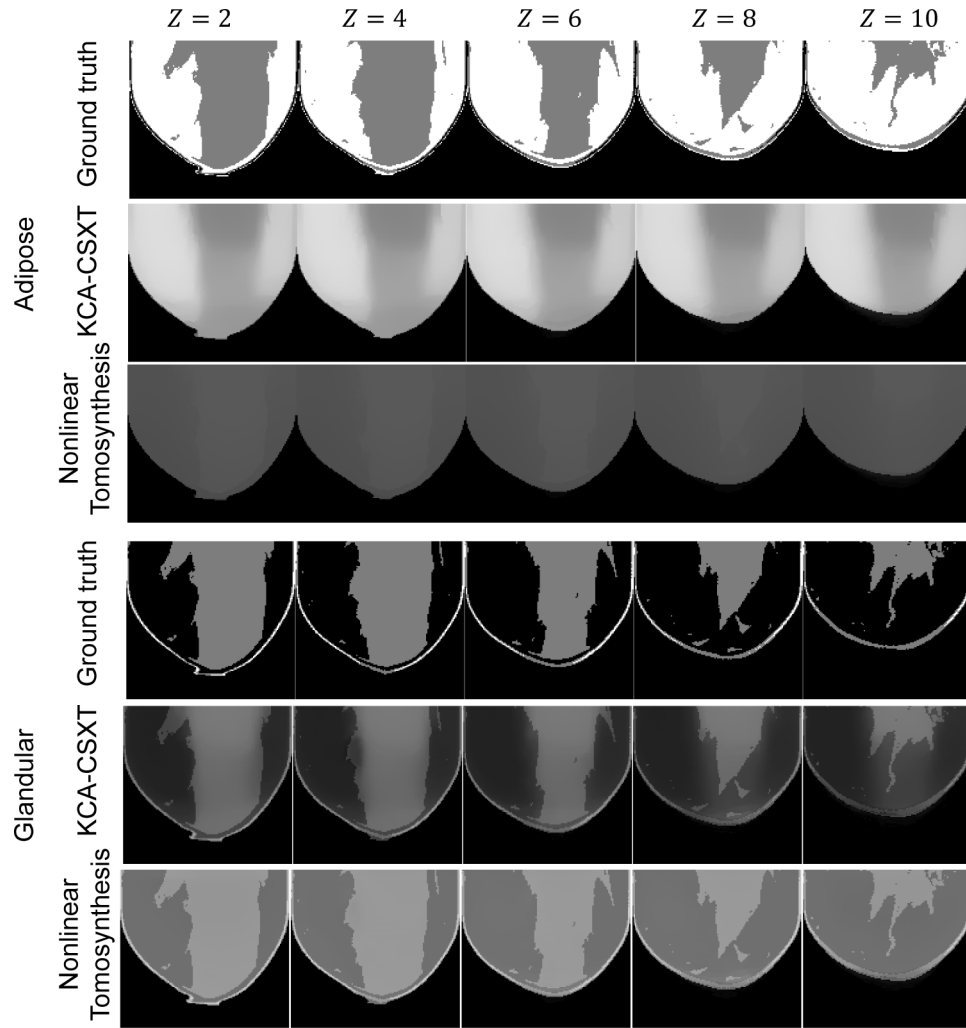 Z = 2
Z = 4
Z = 6
Z = 8
Z = 10
Adipose
Ground truth
KCA-CSXT
Nonlinear
Tomosynthesis
Glandular
Ground truth
KCA-CSXT
Nonlinear
Tomosynthesis